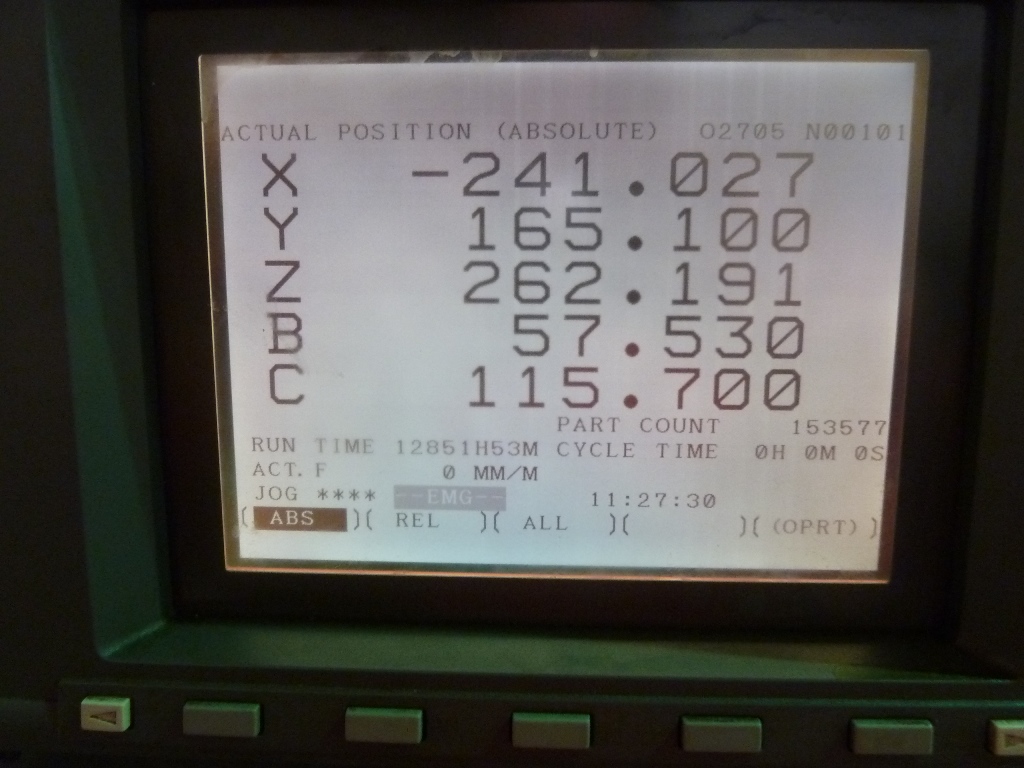 ACTUAL POSITION (ABSOLUTE) O2705 N00101
X -241.027
Y 165.100
Z 262.191
B 57.530
C 115.700
PART COUNT 153577
RUN TIME 12851H53M CYCLE TIME 0H 0M 0S
ACT.F 0 MM/M
JOG **** --EMG-- 11:27:30
( ABS )( REL )( ALL )( )( (OPRT) )